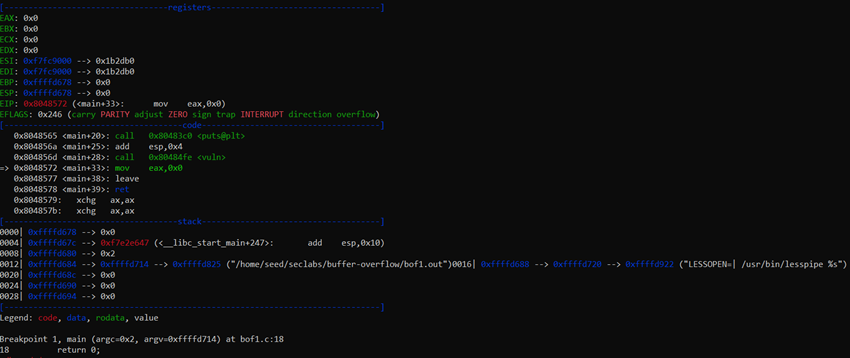 [----------------------------------registers-----------------------------------]
EAX: 0x0
EBX: 0x0
ECX: 0x0
EDX: 0x0
ESI: 0xf7fc9000 --> 0x1b2db0
EDI: 0xf7fc9000 --> 0x1b2db0
EBP: 0xffffd678 --> 0x0
ESP: 0xffffd678 --> 0x0
EIP: 0x8048572 (<main+33>:      mov    eax,0x0)
EFLAGS: 0x246 (carry PARITY adjust ZERO sign trap INTERRUPT direction overflow)
[-------------------------------------code-------------------------------------]
   0x8048565 <main+20>: call   0x80483c0 <puts@plt>
   0x804856a <main+25>: add    esp,0x4
   0x804856d <main+28>: call   0x80484fe <vuln>
=> 0x8048572 <main+33>: mov    eax,0x0
   0x8048577 <main+38>: leave
   0x8048578 <main+39>: ret
   0x8048579:   xchg   ax,ax
   0x804857b:   xchg   ax,ax
[------------------------------------stack-------------------------------------]
0000| 0xffffd678 --> 0x0
0004| 0xffffd67c --> 0xf7e2e647 (<__libc_start_main+247>:       add    esp,0x10)
0008| 0xffffd680 --> 0x2
0012| 0xffffd684 --> 0xffffd714 --> 0xffffd825 ("/home/seed/seclabs/buffer-overflow/bof1.out")0016| 0xffffd688 --> 0xffffd720 --> 0xffffd922 ("LESSOPEN=| /usr/bin/lesspipe %s")
0020| 0xffffd68c --> 0x0
0024| 0xffffd690 --> 0x0
0028| 0xffffd694 --> 0x0
[------------------------------------------------------------------------------]
Legend: code, data, rodata, value

Breakpoint 1, main (argc=0x2, argv=0xffffd714) at bof1.c:18
18          return 0;